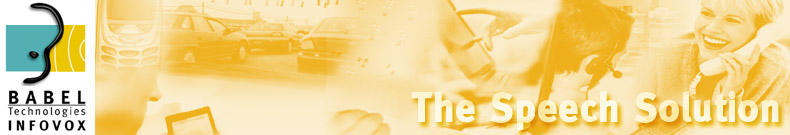 BABEL
Technologies
INFOVOX
The Speech Solution